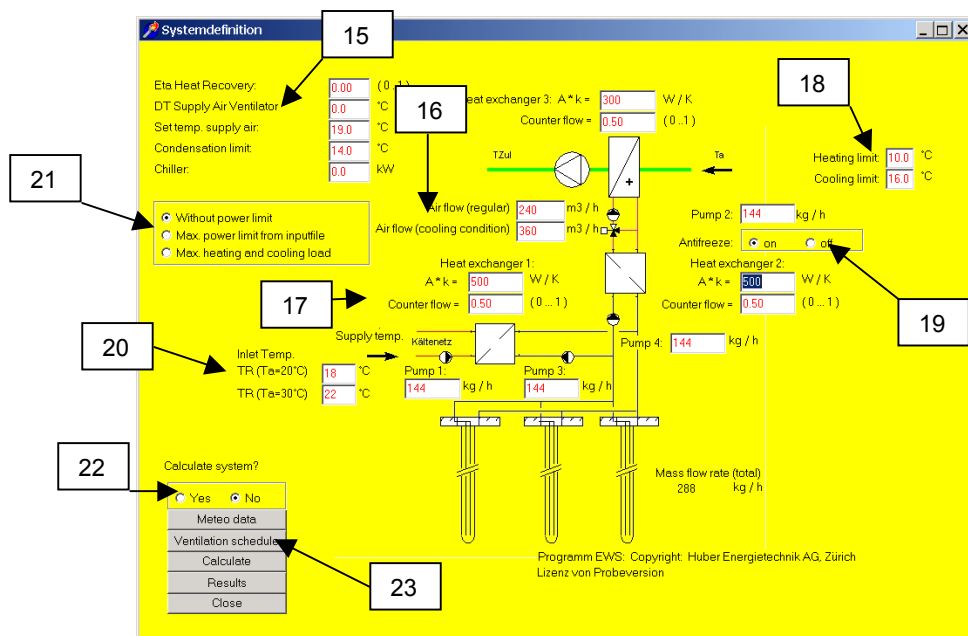 Systemdefinition
15
Eta Heat Recovery: 0.00 ( 0...1 )
DT Supply Air Ventilator 0.0 °C
Set temp. supply air: 19.0 °C
Condensation limit: 14.0 °C
Chiller: 0.0 kW
16
eat exchanger 3: A * k = 300 W / K
Counter flow = 0.50 ( 0 ..1 )
18
Heating limit: 10.0 °C
Cooling limit: 16.0 °C
TZul
Ta
+
21
Without power limit
Max. power limit from inputfile
Max. heating and cooling load
Air flow (regular) 240 m3 / h
Air flow (cooling condition) 360 m3 / h
Pump 2: 144 kg / h
Antifreeze: on off
17
Heat exchanger 1:
A * k = 500 W / K
Counter flow = 0.50 ( 0 ... 1 )
Heat exchanger 2:
A * k = 500 W / K
Counter flow = 0.50 ( 0 ... 1 )
19
20
Supply temp.
Kältenetz
Inlet Temp.
TR (Ta=20°C) 18 °C
TR (Ta=30°C) 22 °C
Pump 1:
144 kg / h
Pump 3:
144 kg / h
Pump 4: 144 kg / h
22
Calculate system?
Yes No
Meteo data
Ventilation schedule
Calculate
Results
Close
23
Mass flow rate (total)
288 kg / h
Programm EWS: Copyright: Huber Energietechnik AG, Zürich
Lizenz von Probeversion